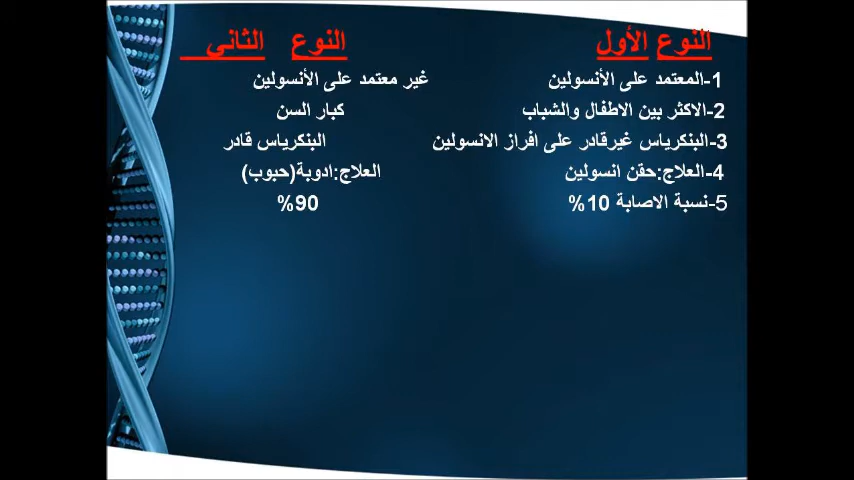 النوع الأول النوع الثانى
1-المعتمد على الأنسولين غير معتمد على الأنسولين
2-الاكثر بين الاطفال والشباب كبار السن
3-البنكرياس غيرقادر على افراز الانسولين البنكرياس قادر
4-العلاج:حقن انسولين العلاج:ادوية(حبوب)
5-نسبة الاصابة 10% 90%